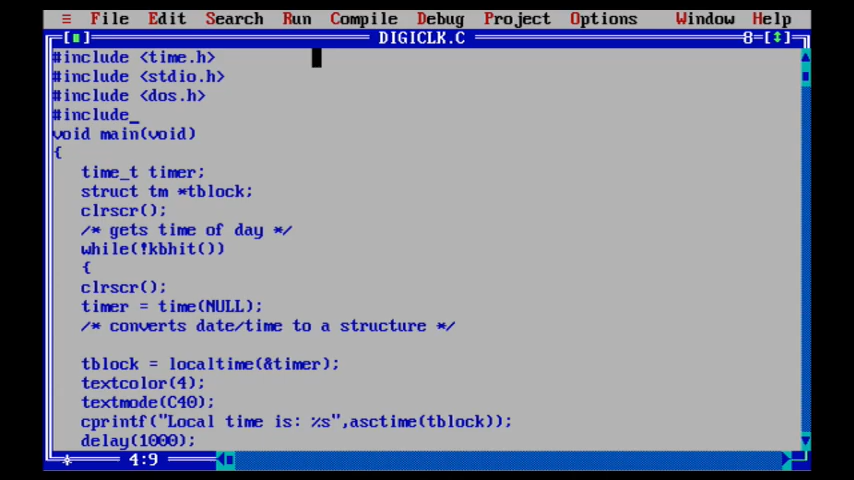 ≡ File Edit Search Run Compile Debug Project Options Window Help
[■] DIGICLK.C 8=[↕]
#include <time.h>
#include <stdio.h>
#include <dos.h>
#include_
void main(void)
{
time_t timer;
struct tm *tblock;
clrscr();
/* gets time of day */
while(!kbhit())
{
clrscr();
timer = time(NULL);
/* converts date/time to a structure */
tblock = localtime(&timer);
textcolor(4);
textmode(C40);
cprintf("Local time is: %s",asctime(tblock));
delay(1000);
4:9